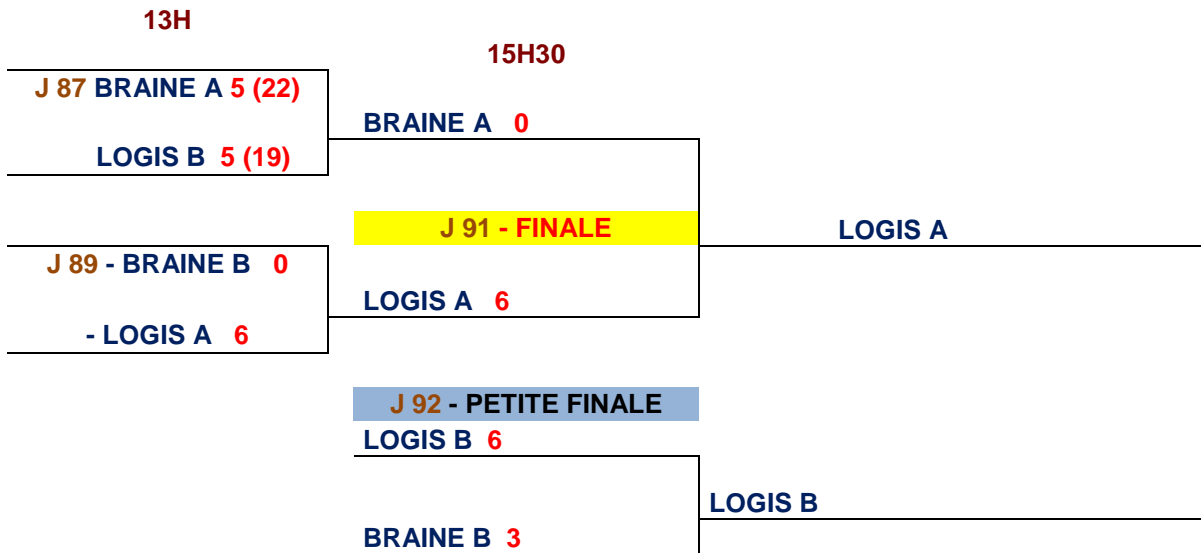 13H
15H30
J 87 BRAINE A 5 (22)
BRAINE A 0
LOGIS B 5 (19)
J 91 - FINALE
LOGIS A
J 89 - BRAINE B 0
LOGIS A 6
- LOGIS A 6
J 92 - PETITE FINALE
LOGIS B 6
LOGIS B
BRAINE B 3